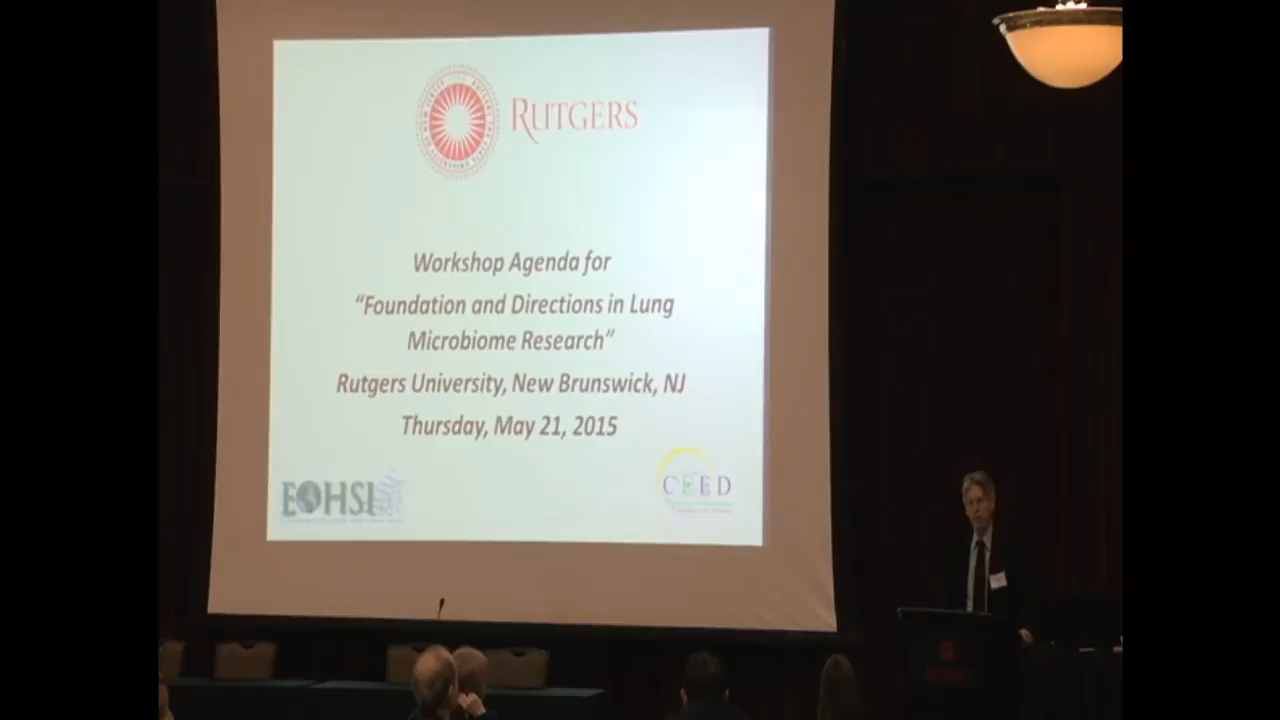 RUTGERS
Workshop Agenda for
“Foundation and Directions in Lung
Microbiome Research”
Rutgers University, New Brunswick, NJ
Thursday, May 21, 2015
EOHSI
CEED